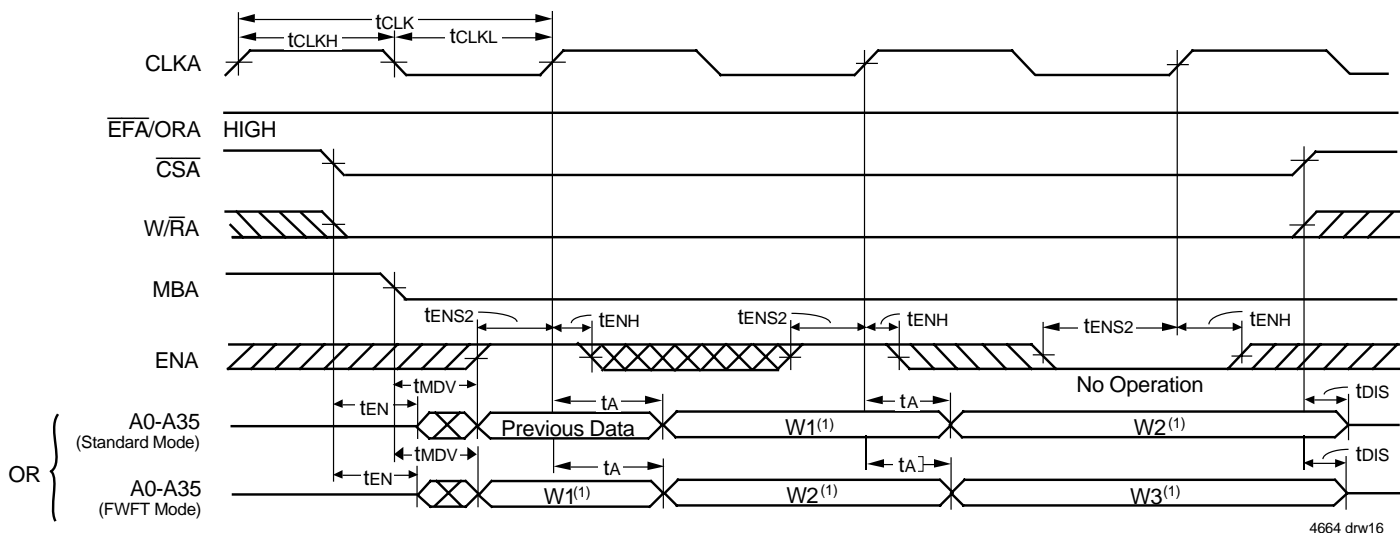 tCLK
tCLKH tCLKL
CLKA
EFA/ORA HIGH
CSA
W/RA
MBA
tENS2 tENH tENS2 tENH tENS2 tENH
ENA
No Operation
tMDV
tEN tA tA tDIS
A0-A35
(Standard Mode)
Previous Data W1(1) W2(1)
OR
tMDV
tEN tA tA tDIS
A0-A35
(FWFT Mode)
W1(1) W2(1) W3(1)
4664 drw16